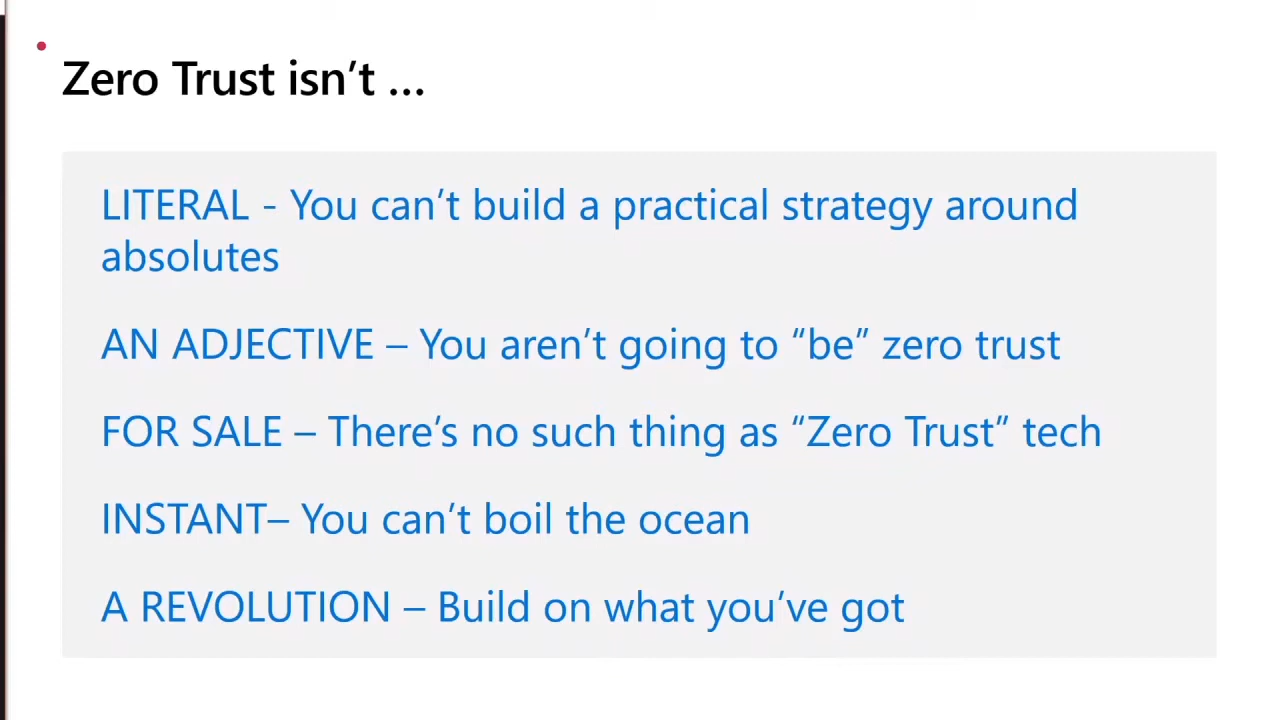 Zero Trust isn’t ...
LITERAL - You can’t build a practical strategy around
absolutes
AN ADJECTIVE – You aren’t going to “be” zero trust
FOR SALE – There’s no such thing as “Zero Trust” tech
INSTANT– You can’t boil the ocean
A REVOLUTION – Build on what you’ve got